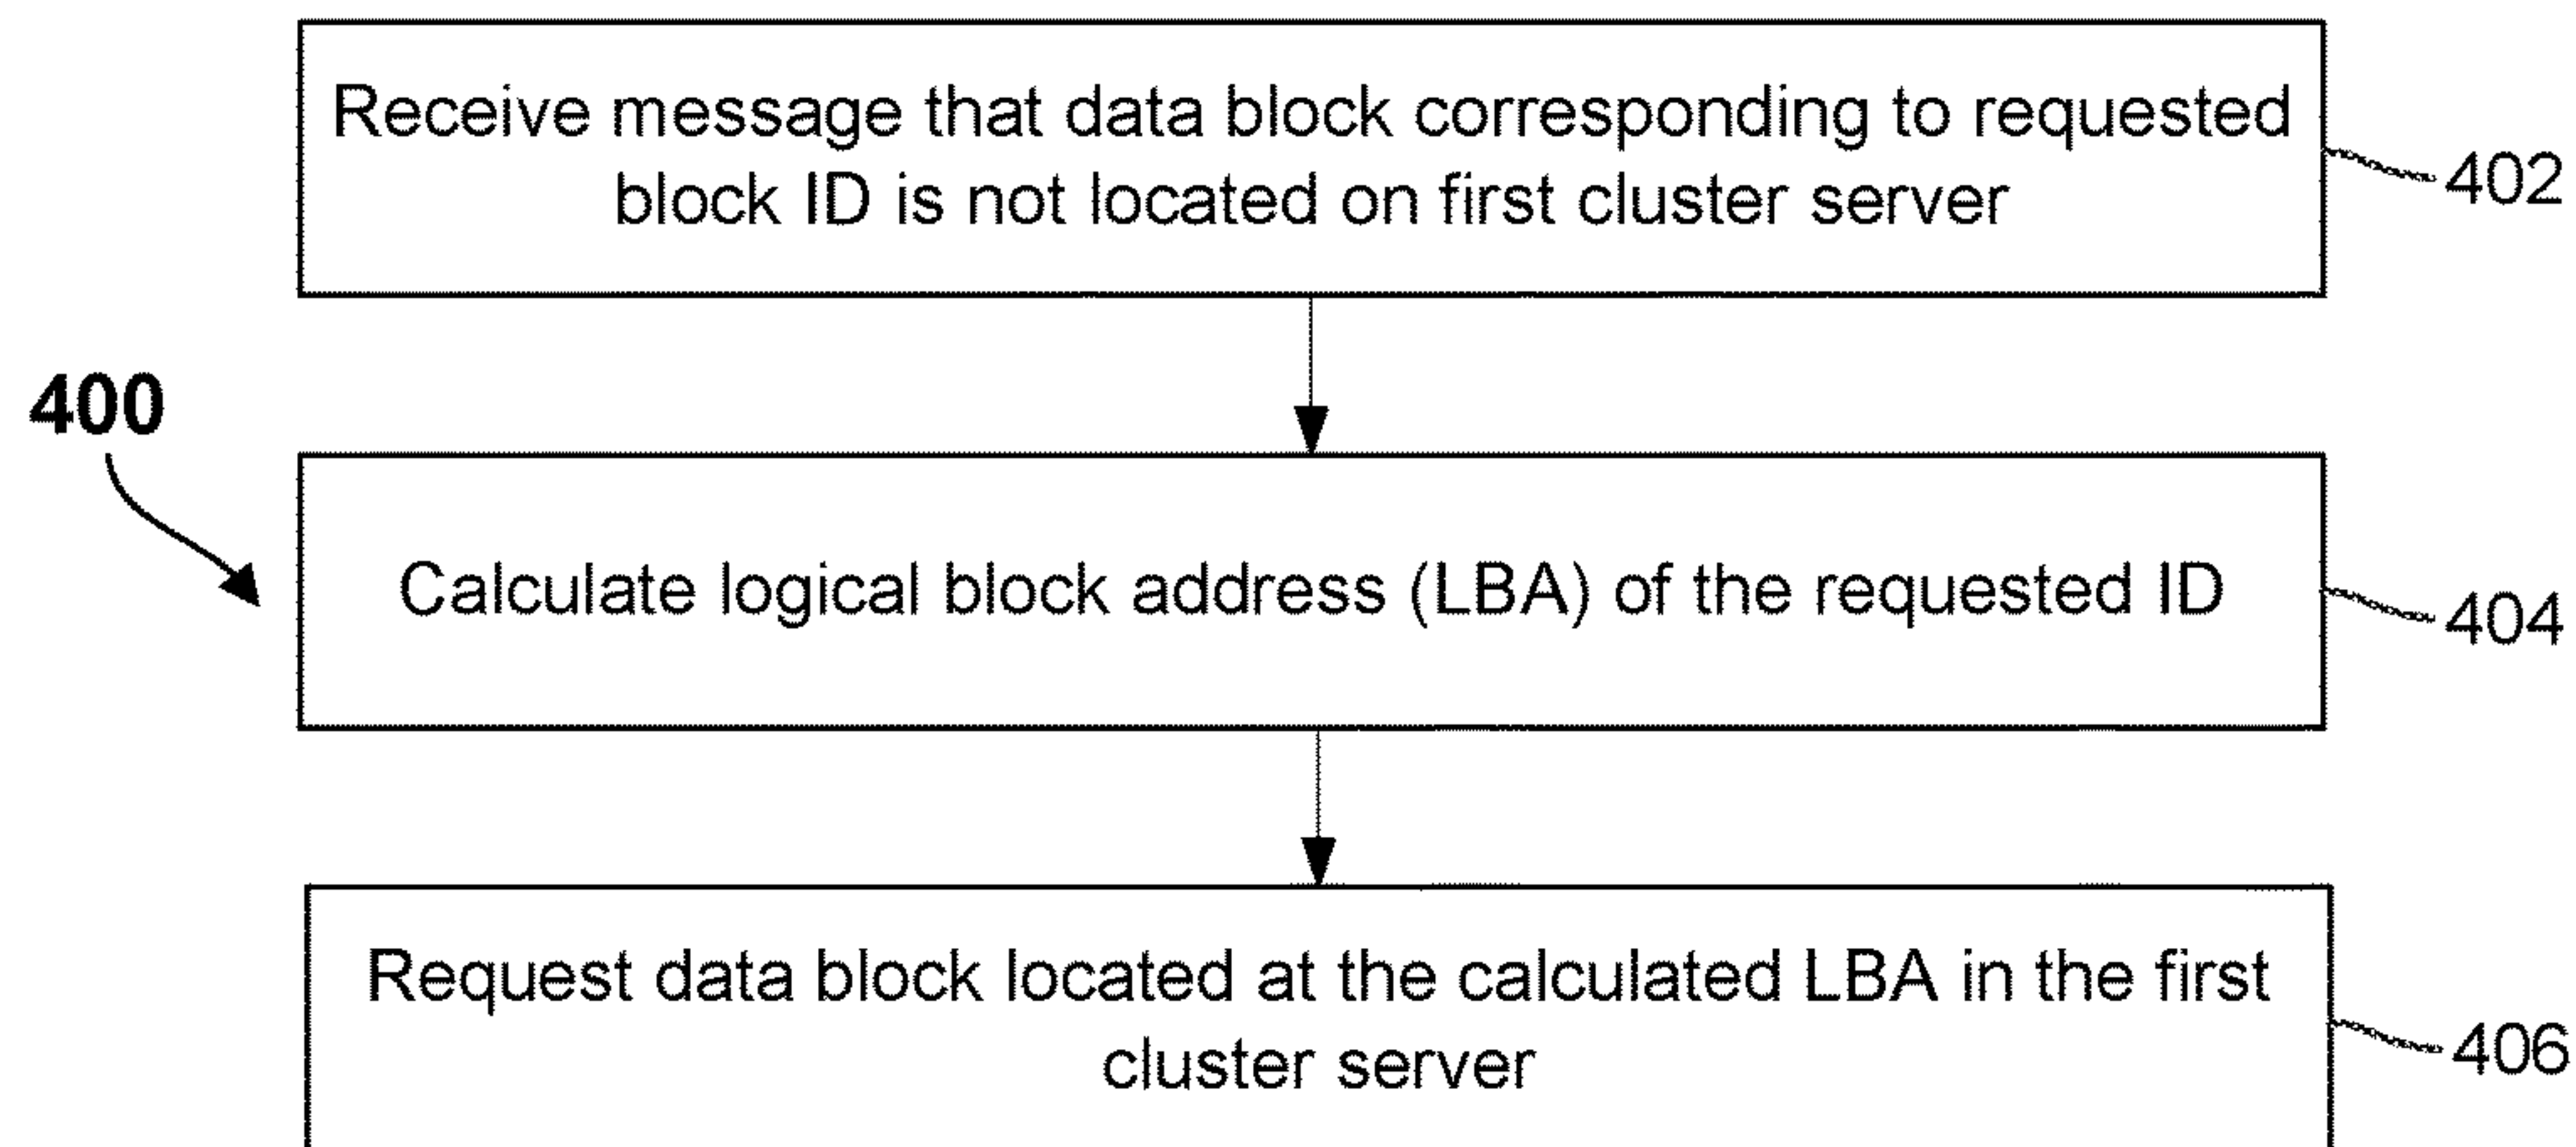 Receive message that data block corresponding to requested
block ID is not located on first cluster server
402
400
Calculate logical block address (LBA) of the requested ID
404
Request data block located at the calculated LBA in the first
cluster server
406